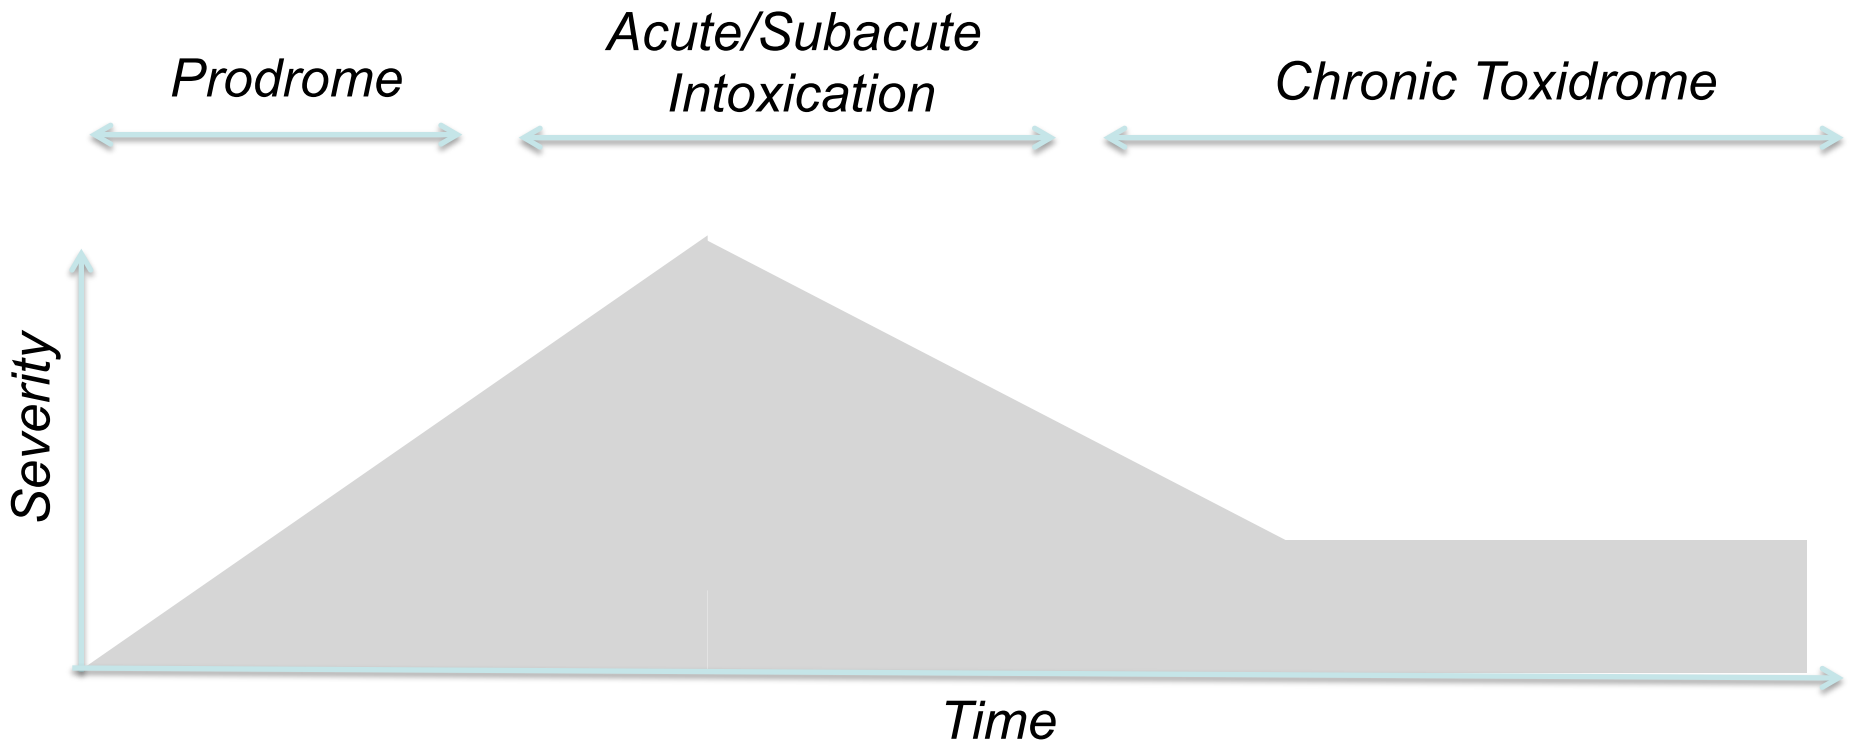 Prodrome
Acute/Subacute
Intoxication
Chronic Toxidrome
Severity
Time